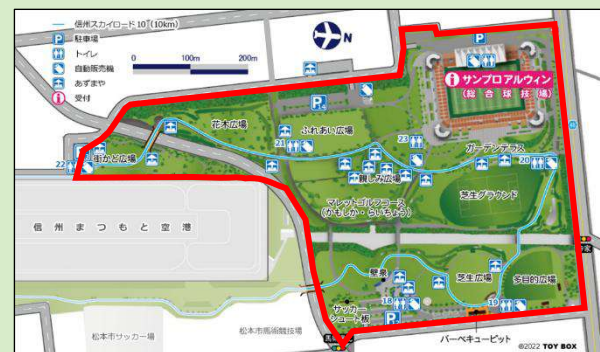 信州スカイロード10''(10km)
駐車場
トイレ
自動販売機
あずまや
受付
0 100m 200m
N
サンプロアルウィン
(総合球技場)
花木広場
ふれあい広場
21
23
ガーデンテラス
20
22
街かど広場
親しみ広場
マレットゴルフコース
(かもしか・らいちょう)
芝生グラウンド
信州まつもと空港
壁泉
芝生広場
多目的広場
18
19
サッカー
シュート板
松本市サッカー場
松本市馬術競技場
バーベキューピット
©2022 TOY BOX